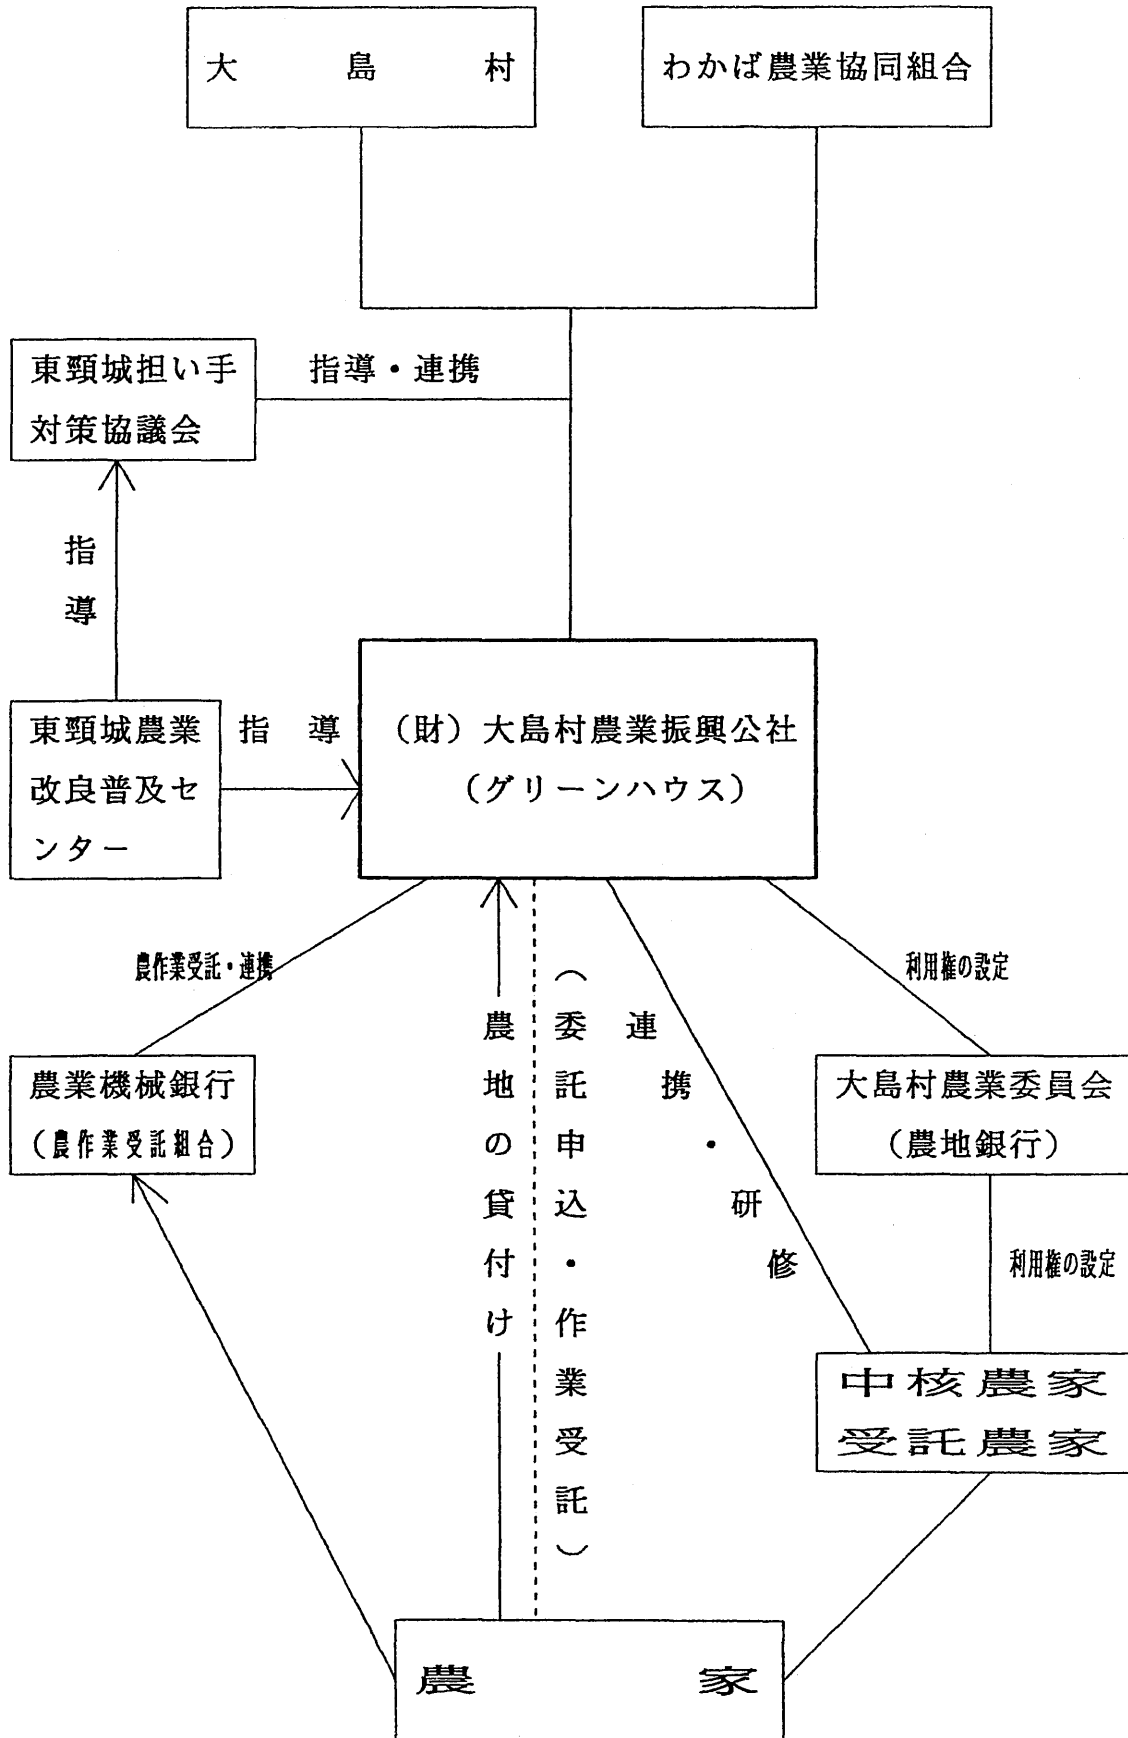 大島村
わかば農業協同組合
東頸城担い手
対策協議会
指導・連携
指導
東頸城農業
改良普及セ
ンター
指導
(財)大島村農業振興公社
(グリーンハウス)
農作業受託・連携
利用権の設定
農地の貸付け
(委託申込・作業受託)
連携・研修
農業機械銀行
(農作業受託組合)
大島村農業委員会
(農地銀行)
利用権の設定
中核農家
受託農家
農家